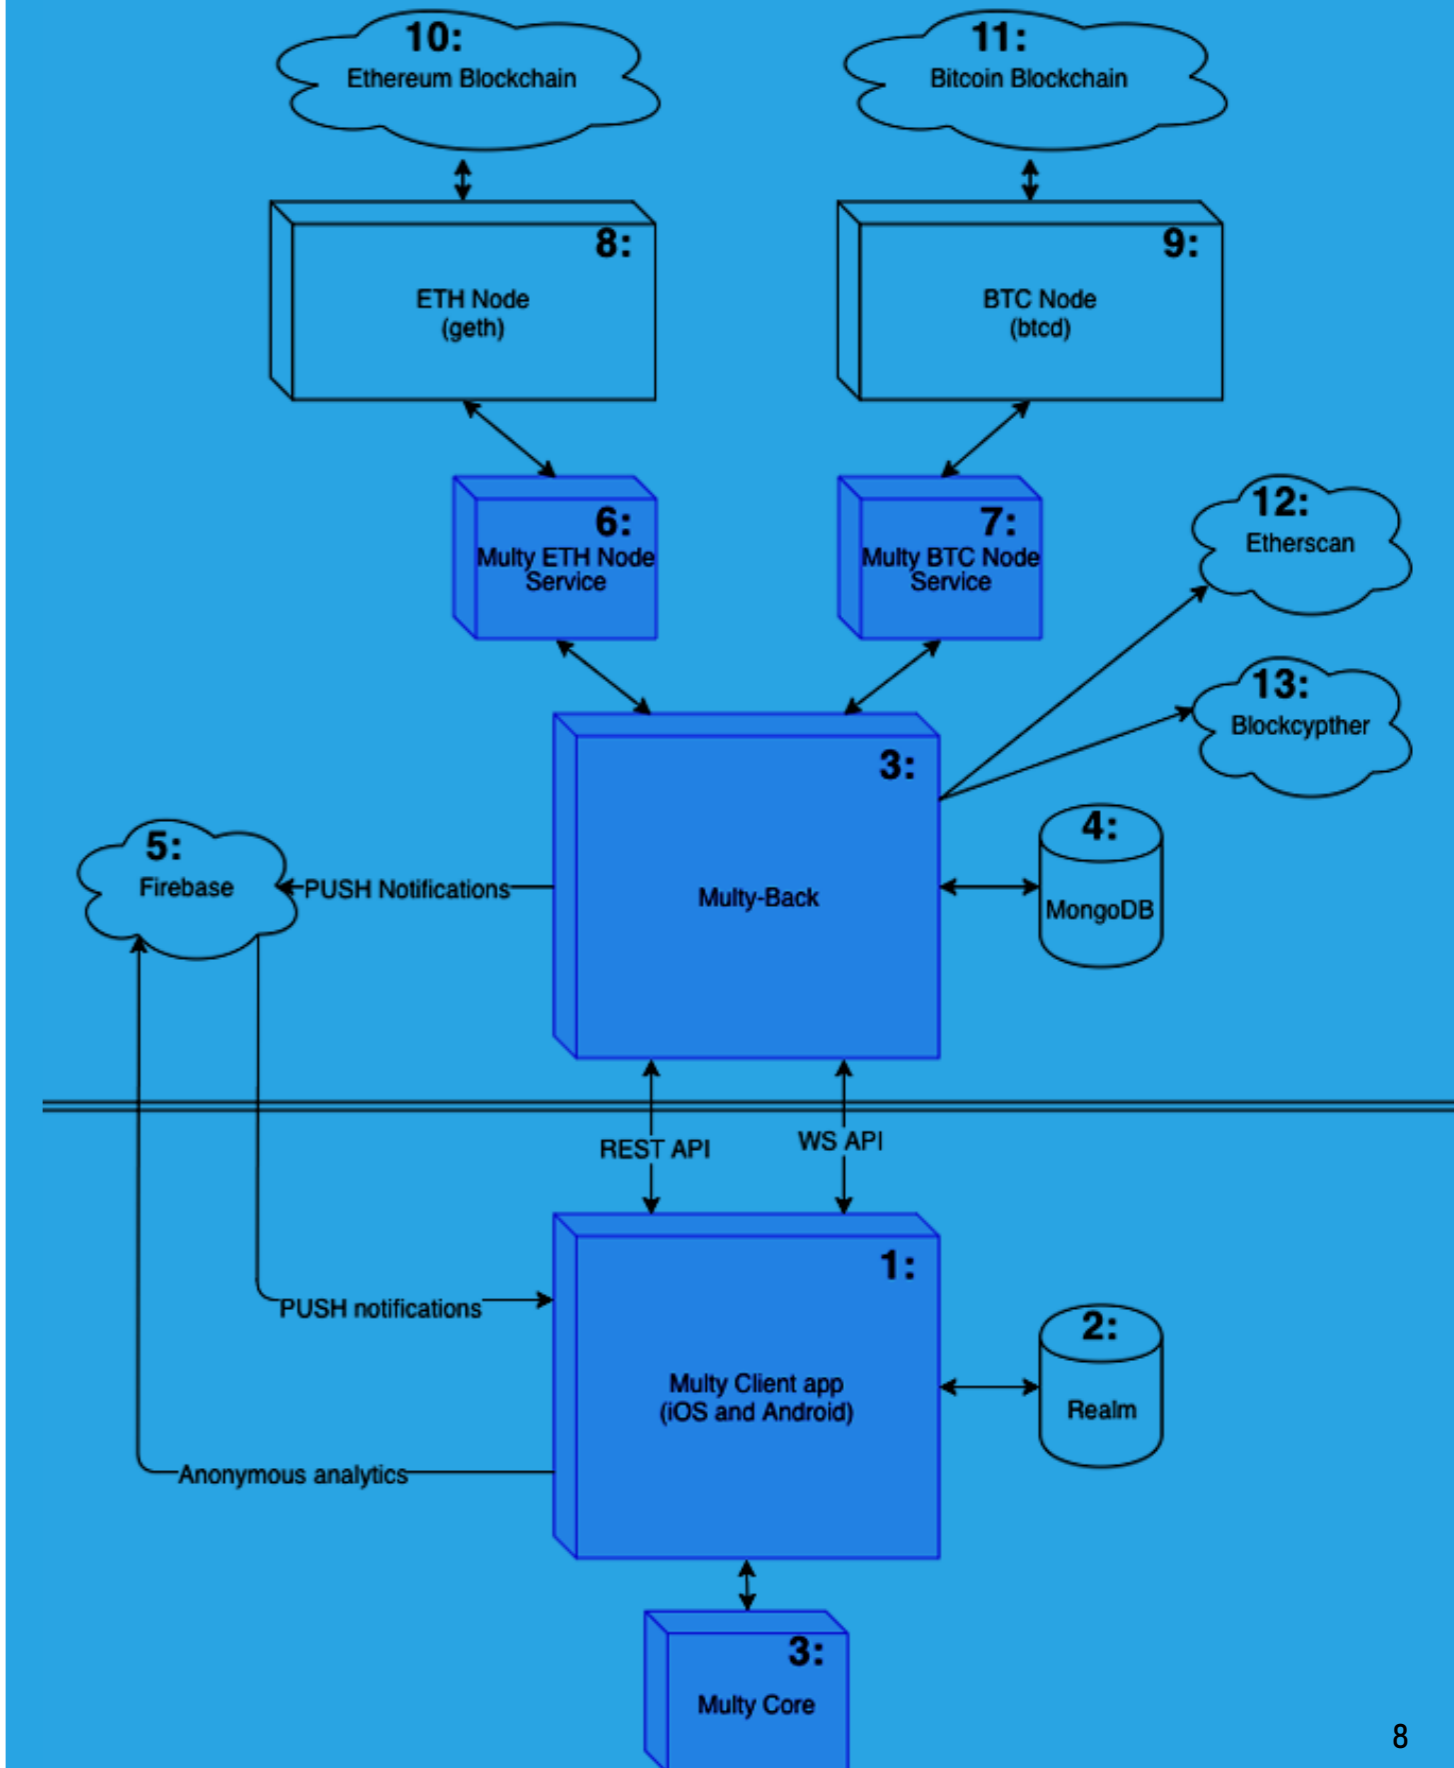 10:
Ethereum Blockchain
11:
Bitcoin Blockchain
8:
ETH Node
(geth)
9:
BTC Node
(btcd)
6:
Multy ETH Node
Service
7:
Multy BTC Node
Service
12:
Etherscan
13:
Blockcypther
3:
Multy-Back
4:
MongoDB
5:
Firebase
PUSH Notifications
REST API
WS API
1:
Multy Client app
(iOS and Android)
PUSH notifications
2:
Realm
Anonymous analytics
3:
Multy Core
8